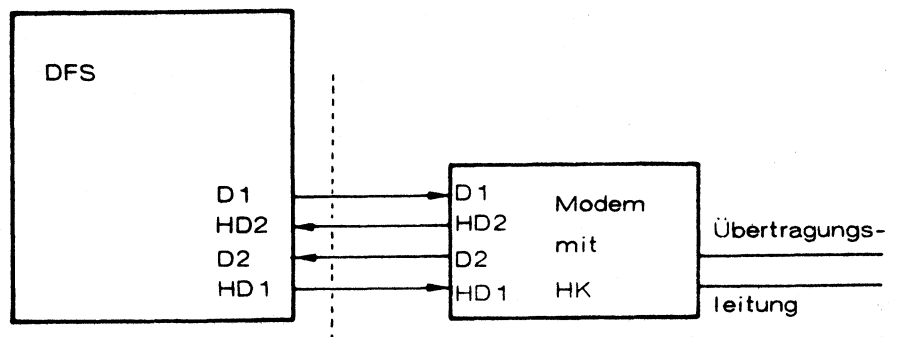 DFS
D1
HD2
D2
HD1
D1
HD2
D2
HD1
Modem
mit
HK
Übertragungs-
leitung